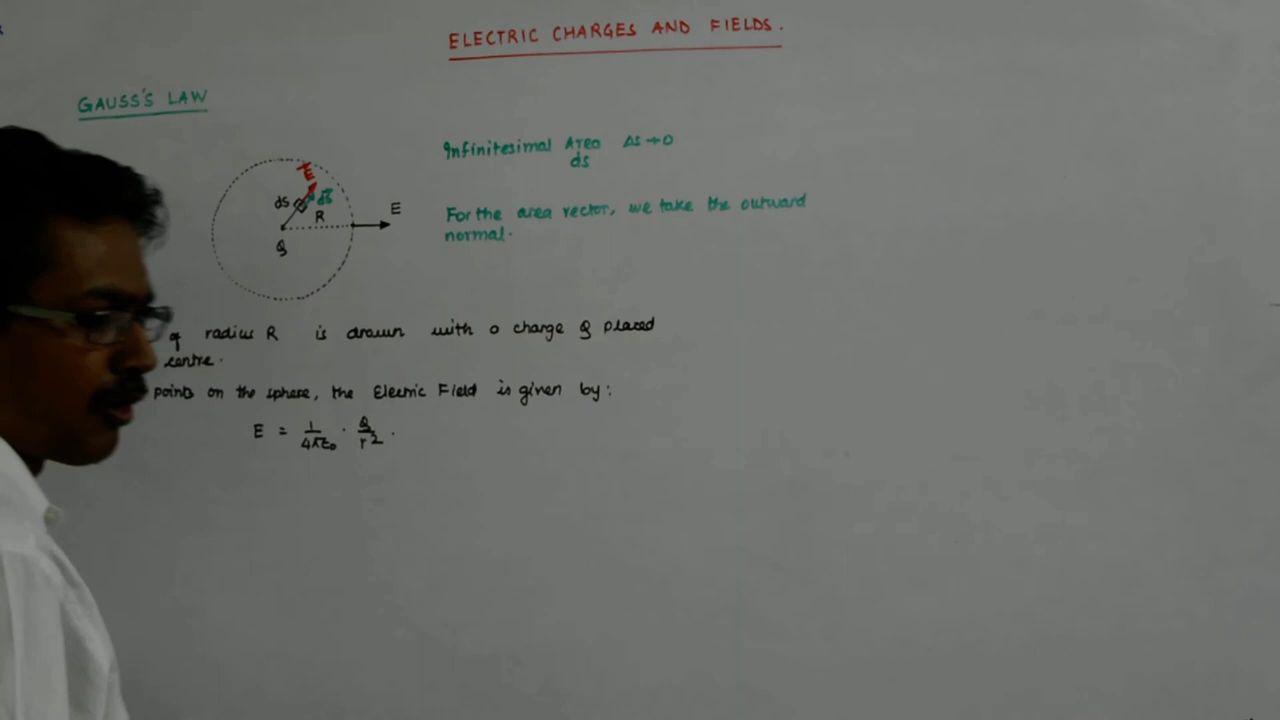 ELECTRIC CHARGES AND FIELDS.
GAUSS'S LAW
Infinitesimal Area ΔS→0
ds
For the area vector, we take the outward
normal.
E
dS
ds
R
E
Q
of radius R is drawn with a charge Q placed
centre.
points on the sphere, the Electric Field is given by:
E = 1/4πε₀ · Q/r² .